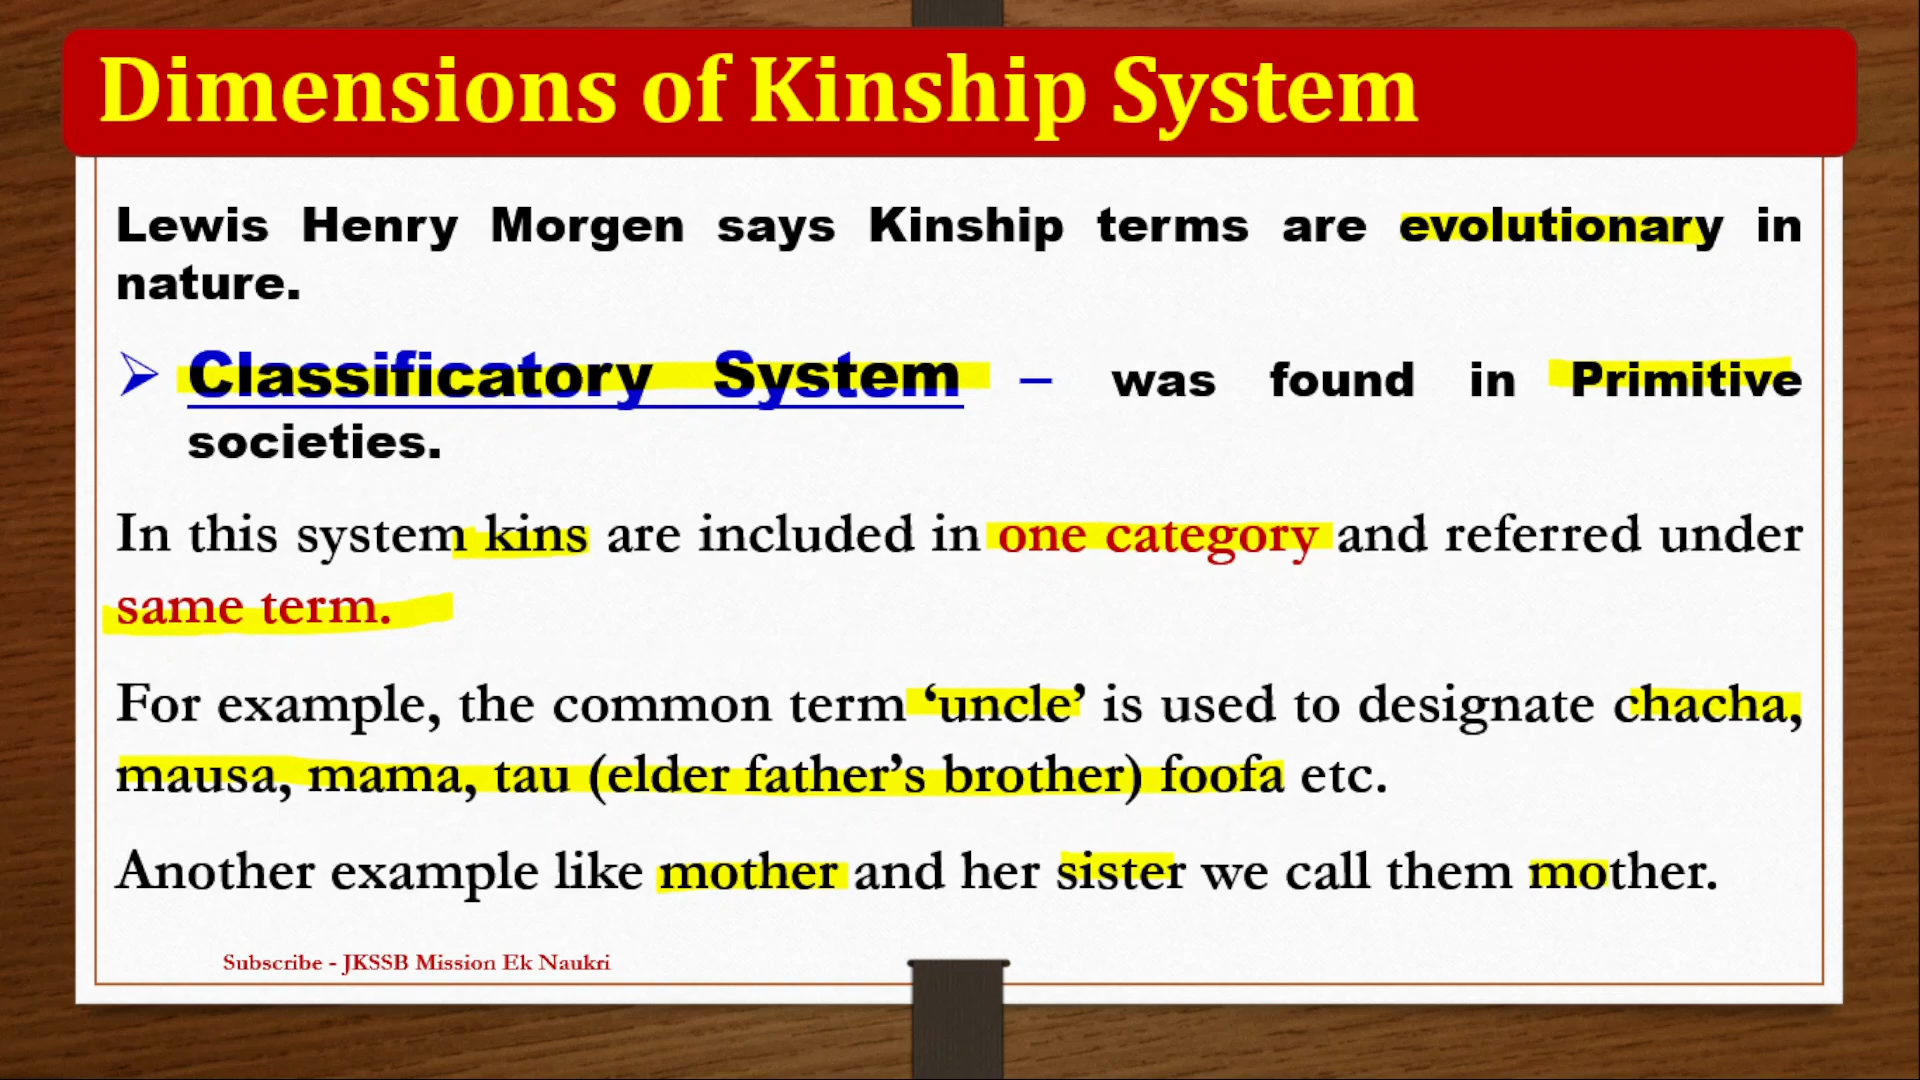 Dimensions of Kinship System
Lewis Henry Morgen says Kinship terms are evolutionary in
nature.
➢ Classificatory System – was found in Primitive
societies.
In this system kins are included in one category and referred under
same term.
For example, the common term ‘uncle’ is used to designate chacha,
mausa, mama, tau (elder father’s brother) foofa etc.
Another example like mother and her sister we call them mother.
Subscribe - JKSSB Mission Ek Naukri